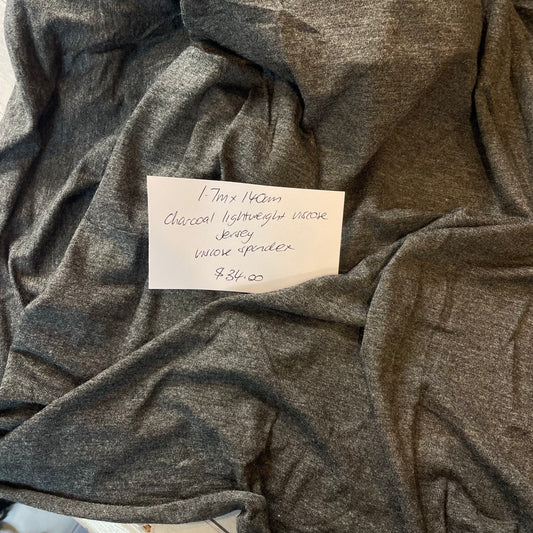 1.7m x 140cm
Charcoal lightweight viscose
Jersey
viscose spandex
$34.00